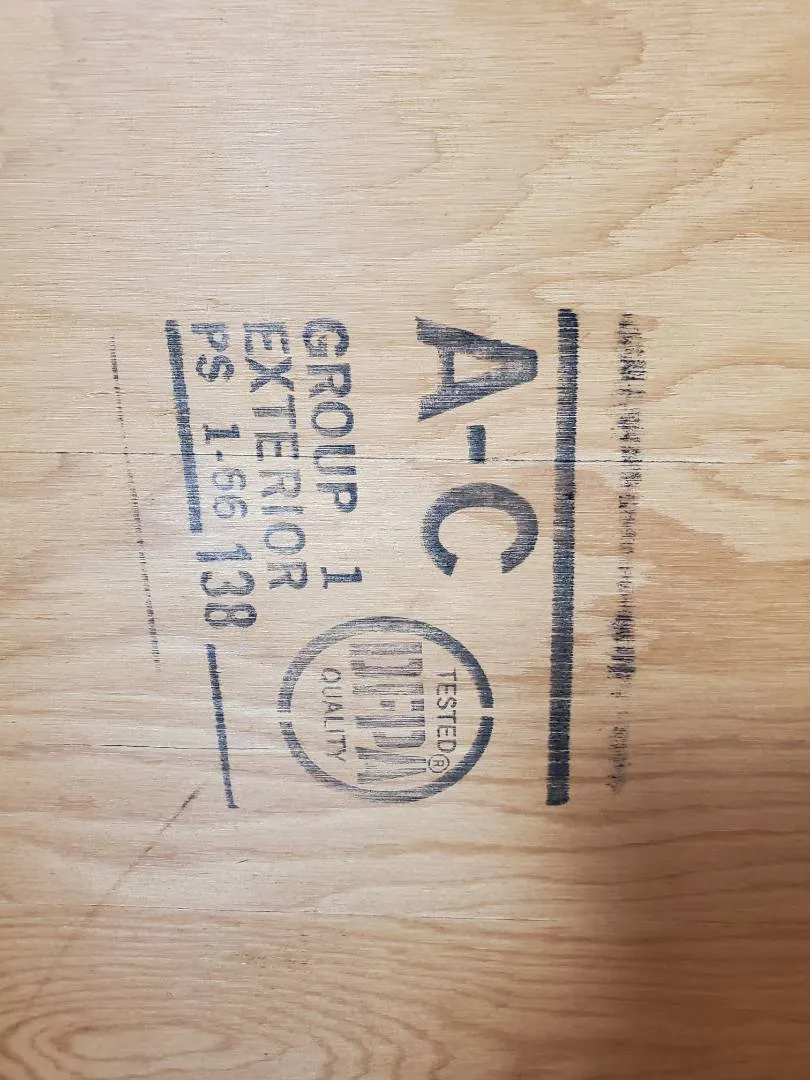 A-C
GROUP 1
EXTERIOR
PS 1-66 138
TESTED®
DFPA
QUALITY